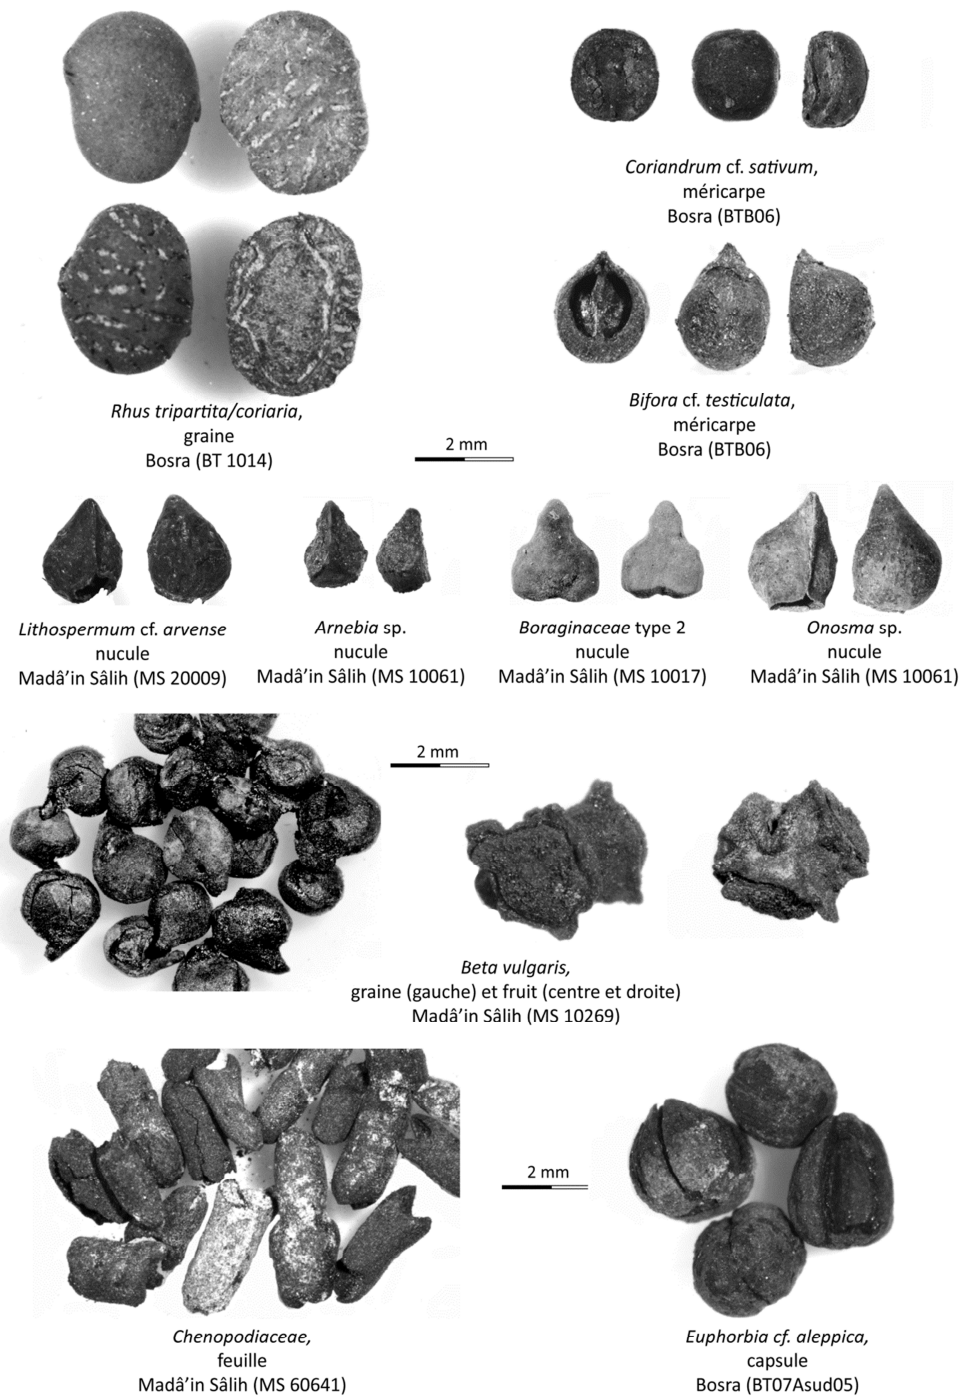 Coriandrum cf. sativum,
méricarpe
Bosra (BTB06)
Rhus tripartita/coriaria,
graine
Bosra (BT 1014)
Bifora cf. testiculata,
méricarpe
Bosra (BTB06)
2 mm
Lithospermum cf. arvense
nucule
Madâ’in Sâlih (MS 20009)
Arnebia sp.
nucule
Madâ’in Sâlih (MS 10061)
Boraginaceae type 2
nucule
Madâ’in Sâlih (MS 10017)
Onosma sp.
nucule
Madâ’in Sâlih (MS 10061)
2 mm
Beta vulgaris,
graine (gauche) et fruit (centre et droite)
Madâ’in Sâlih (MS 10269)
2 mm
Chenopodiaceae,
feuille
Madâ’in Sâlih (MS 60641)
Euphorbia cf. aleppica,
capsule
Bosra (BT07Asud05)